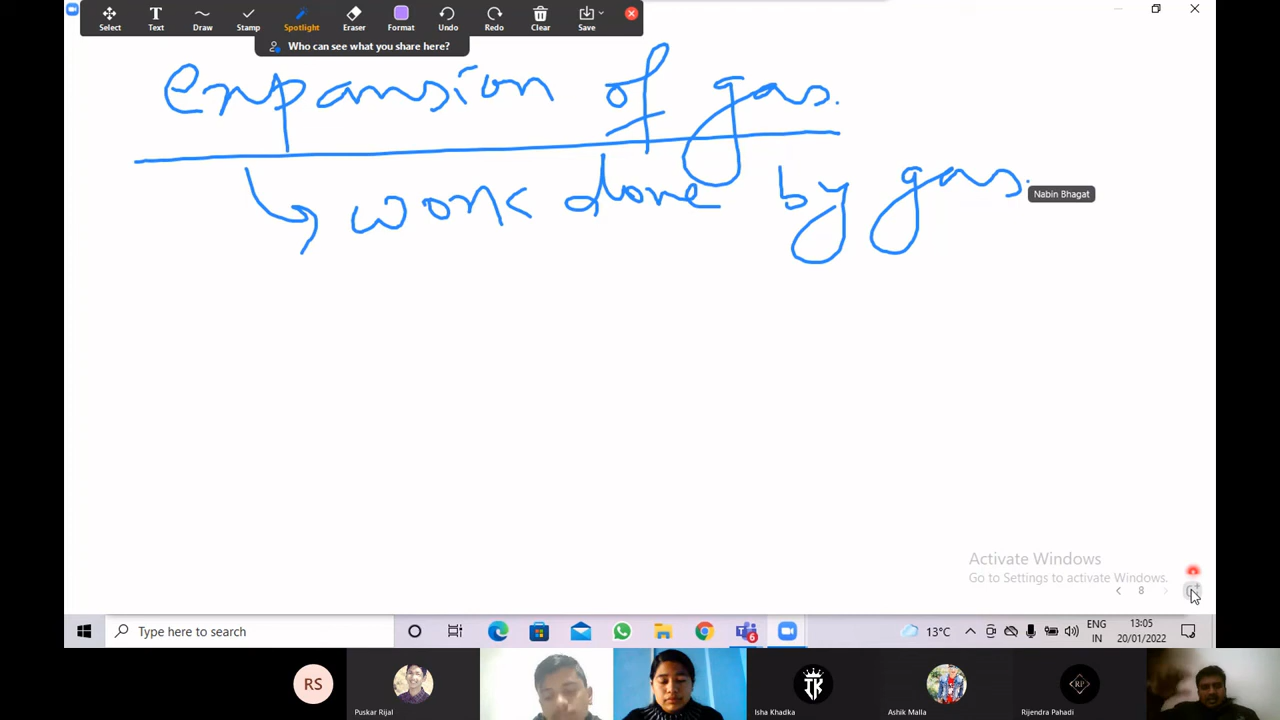 Select Text Draw Stamp Spotlight Eraser Format Undo Redo Clear Save
Who can see what you share here?
expansion of gas.
work done by gas.
Nabin Bhagat
Activate Windows
Go to Settings to activate Windows.
8
Type here to search
6
13°C
ENG
IN
13:05
20/01/2022
RS
Puskar Rijal
Isha Khadka
Ashik Malla
RP
Rijendra Pahadi